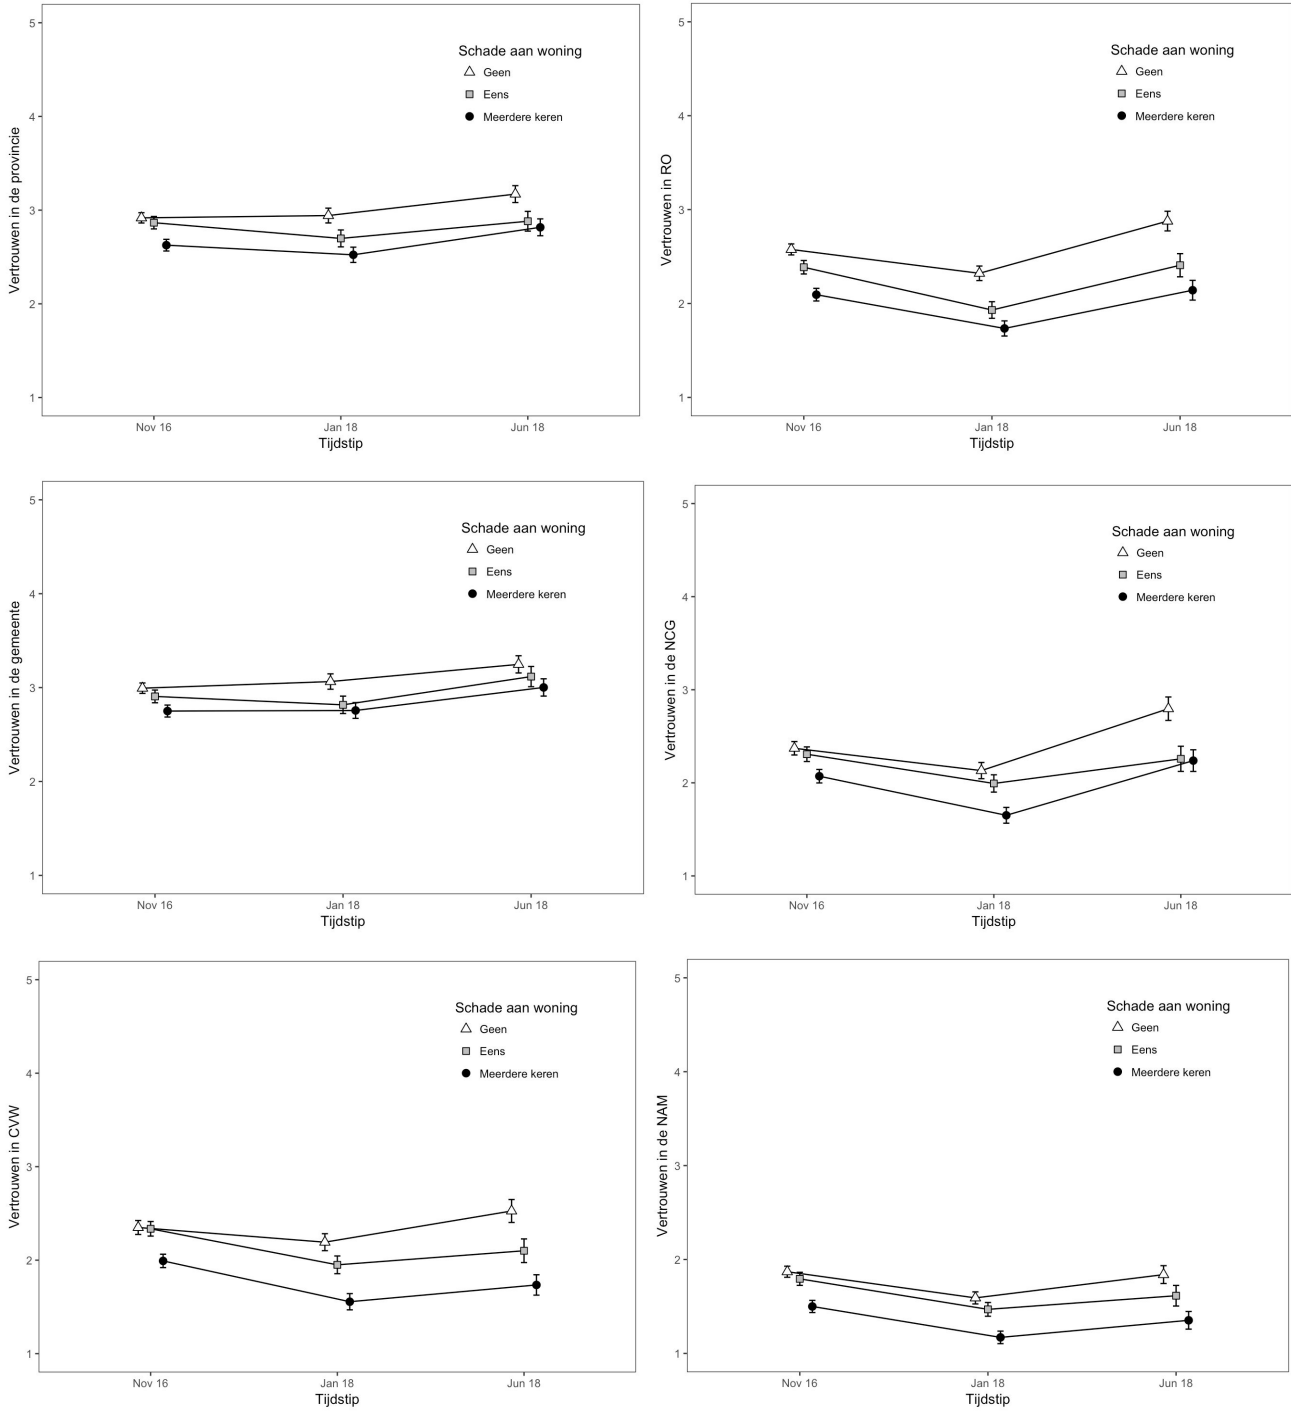 Vertrouwen in de provincie
5
4
3
2
1
Schade aan woning
Geen
Eens
Meerdere keren
Nov 16
Jan 18
Jun 18
Tijdstip
Vertrouwen in RO
5
4
3
2
1
Schade aan woning
Geen
Eens
Meerdere keren
Nov 16
Jan 18
Jun 18
Tijdstip
Vertrouwen in de gemeente
5
4
3
2
1
Schade aan woning
Geen
Eens
Meerdere keren
Nov 16
Jan 18
Jun 18
Tijdstip
Vertrouwen in de NCG
5
4
3
2
1
Schade aan woning
Geen
Eens
Meerdere keren
Nov 16
Jan 18
Jun 18
Tijdstip
Vertrouwen in CVW
5
4
3
2
1
Schade aan woning
Geen
Eens
Meerdere keren
Nov 16
Jan 18
Jun 18
Tijdstip
Vertrouwen in de NAM
5
4
3
2
1
Schade aan woning
Geen
Eens
Meerdere keren
Nov 16
Jan 18
Jun 18
Tijdstip